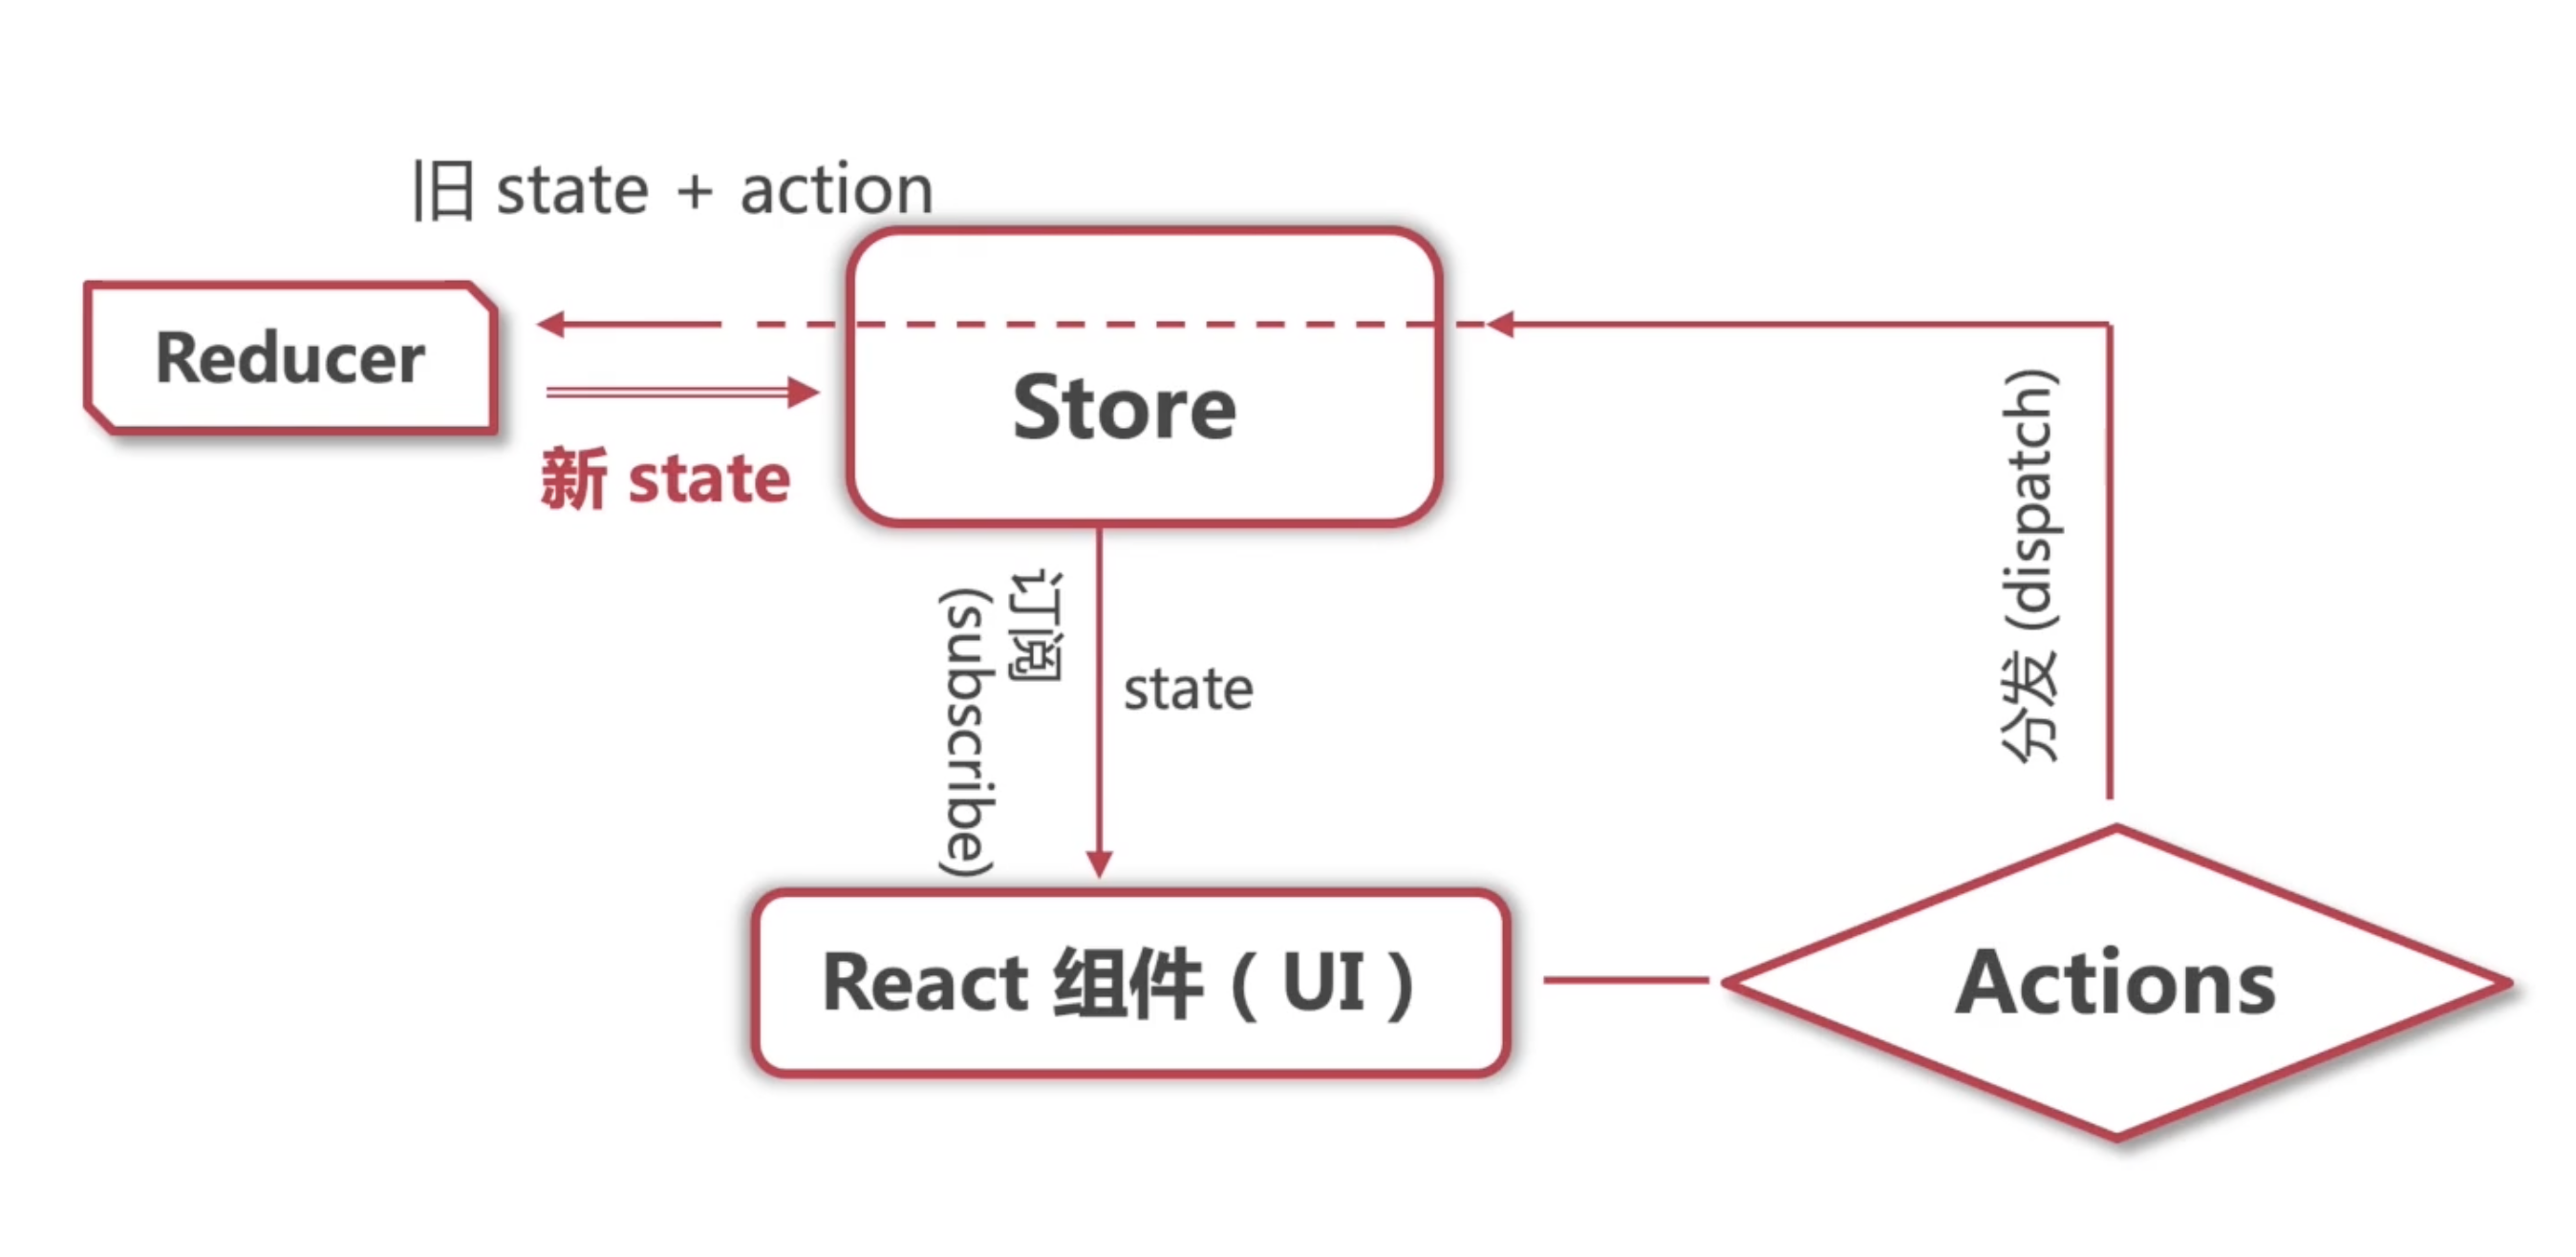 旧 state + action
Reducer
新 state
Store
分发 (dispatch)
订阅
(subscribe)
state
React 组件（UI）
Actions